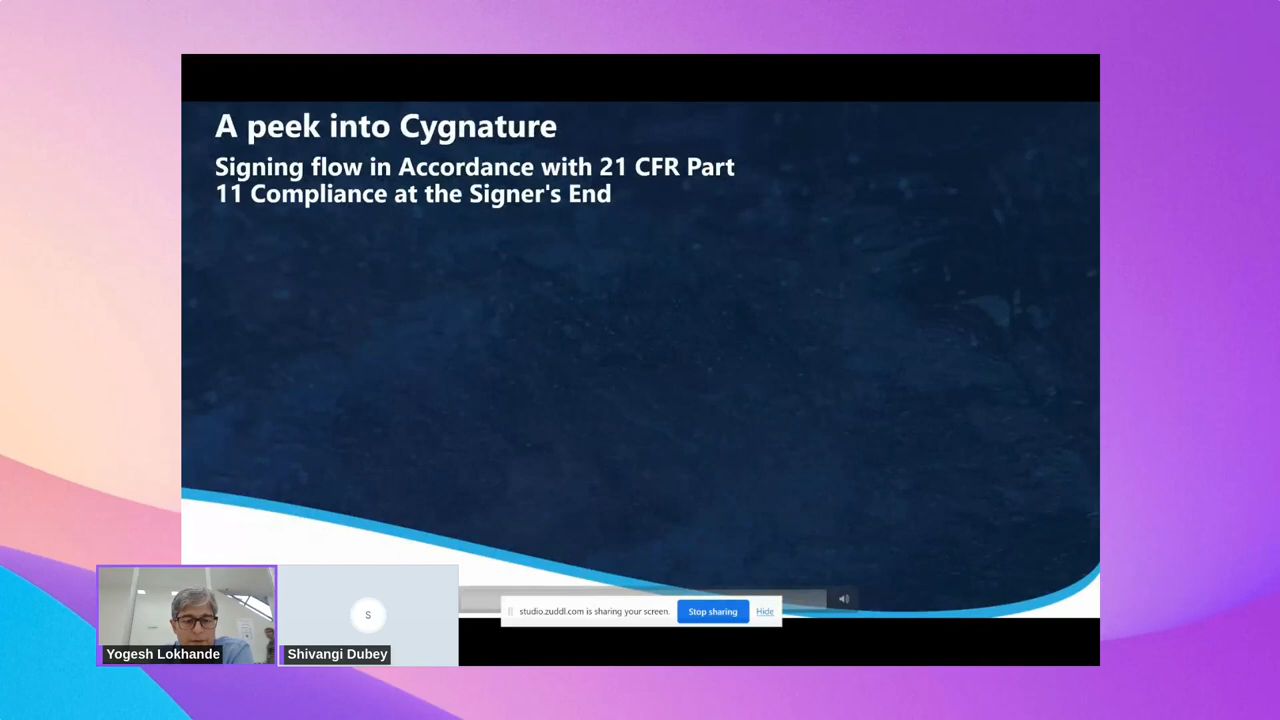 A peek into Cygnature
Signing flow in Accordance with 21 CFR Part
11 Compliance at the Signer's End
studio.zuddl.com is sharing your screen.
Stop sharing
Hide
S
Yogesh Lokhande
Shivangi Dubey